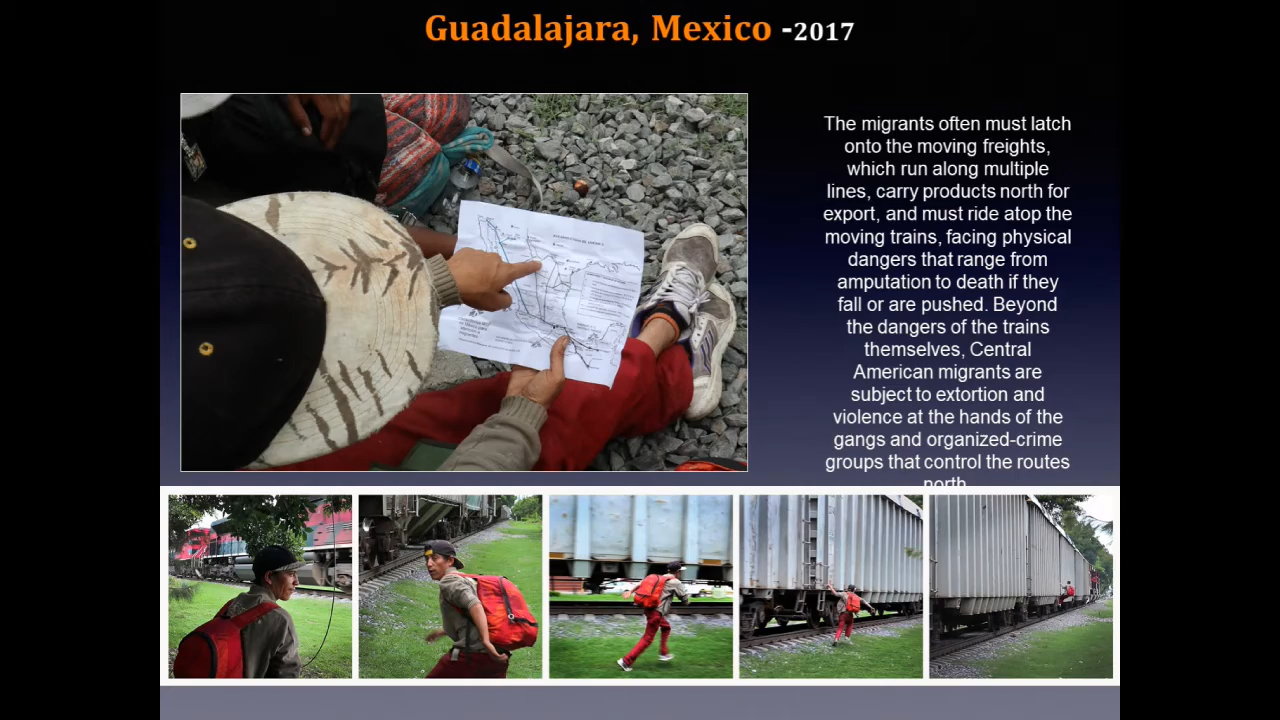 Guadalajara, Mexico -2017
The migrants often must latch
onto the moving freights,
which run along multiple
lines, carry products north for
export, and must ride atop the
moving trains, facing physical
dangers that range from
amputation to death if they
fall or are pushed. Beyond
the dangers of the trains
themselves, Central
American migrants are
subject to extortion and
violence at the hands of the
gangs and organized-crime
groups that control the routes
north